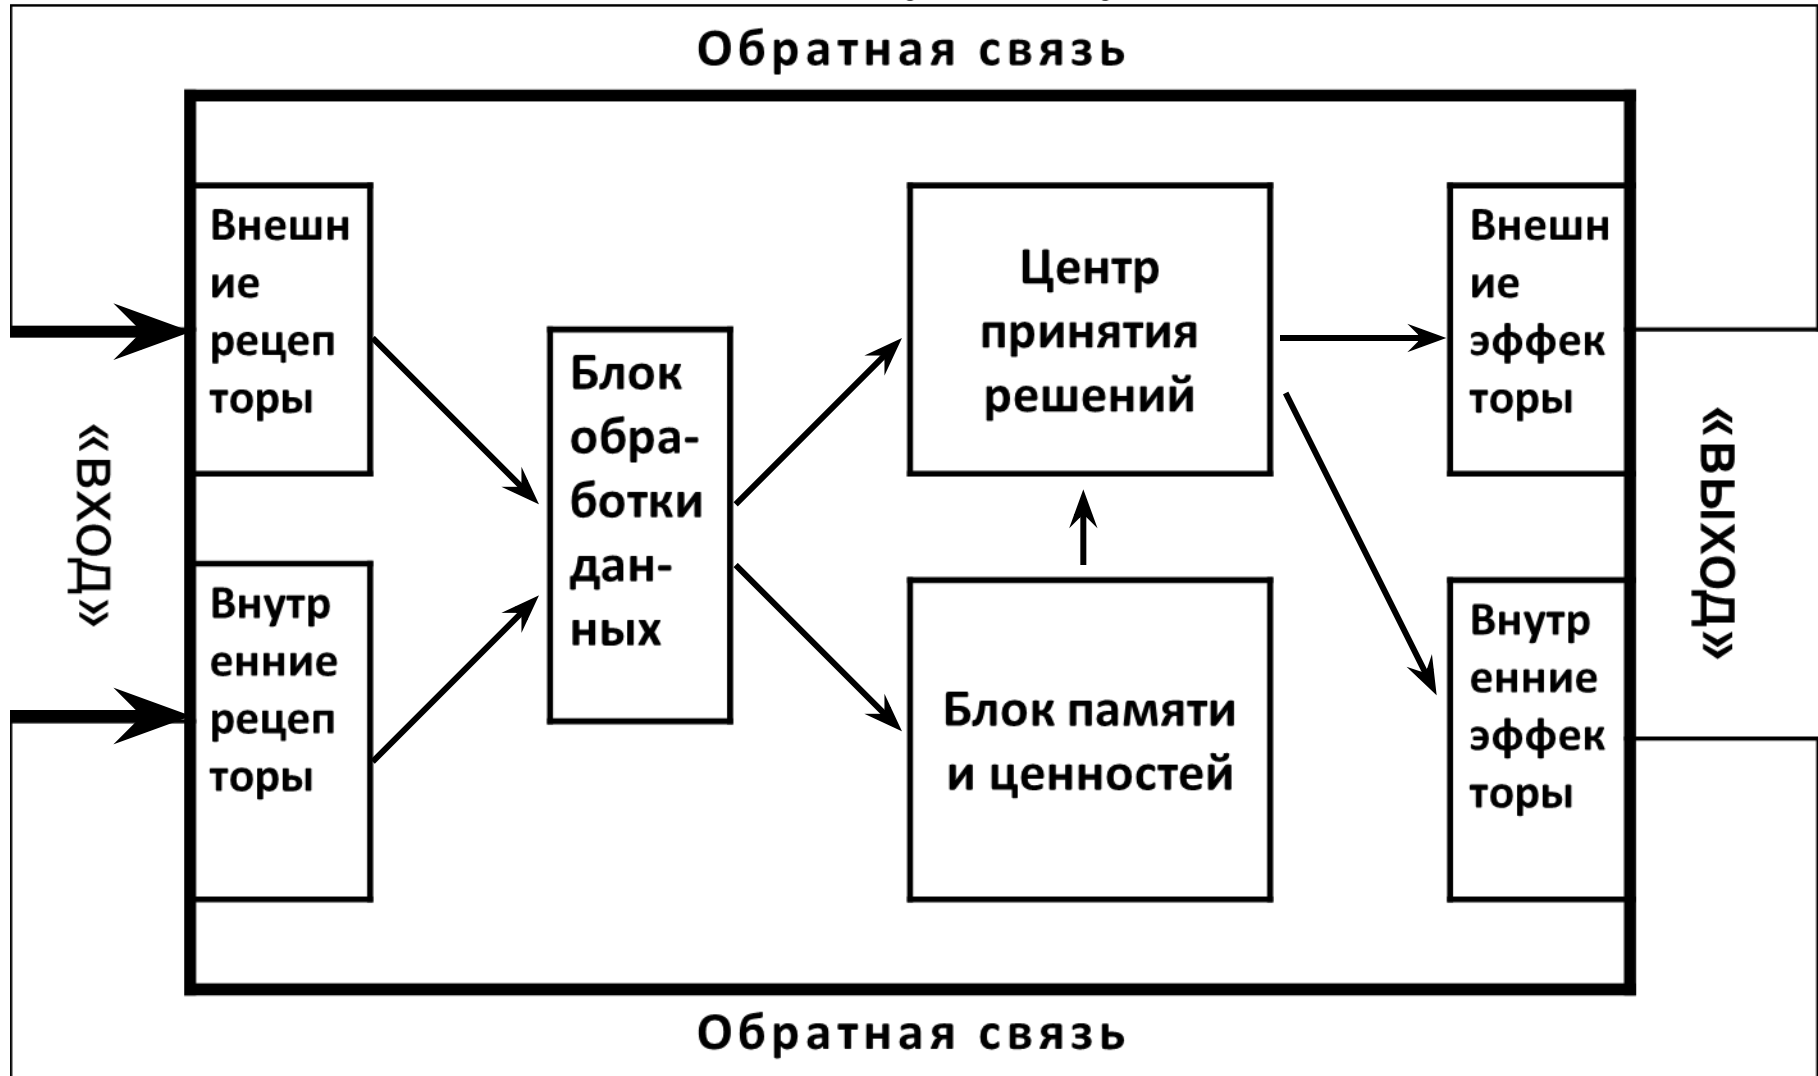 Обратная связь
Внешн
ие
рецеп
торы
Внутр
енние
рецеп
торы
«вход»
Блок
обра-
ботки
дан-
ных
Центр
принятия
решений
Блок памяти
и ценностей
Внешн
ие
эффек
торы
Внутр
енние
эффек
торы
«выход»
Обратная связь